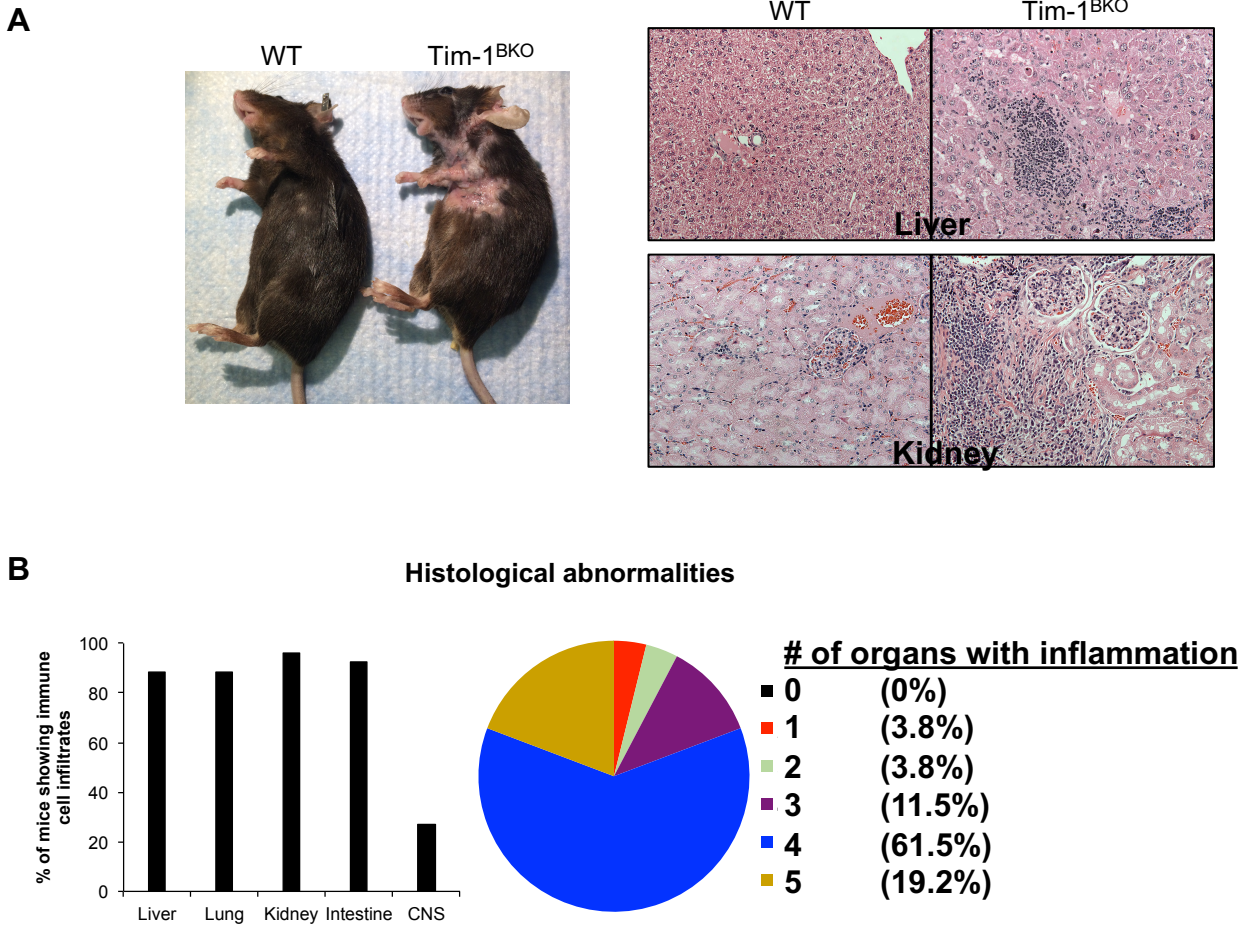 A
WT
Tim-1BKO
WT
Tim-1BKO
Liver
Kidney
B
Histological abnormalities
% of mice showing immune
cell infiltrates
100
80
60
40
20
0
Liver Lung Kidney Intestine CNS
# of organs with inflammation
0 (0%)
1 (3.8%)
2 (3.8%)
3 (11.5%)
4 (61.5%)
5 (19.2%)